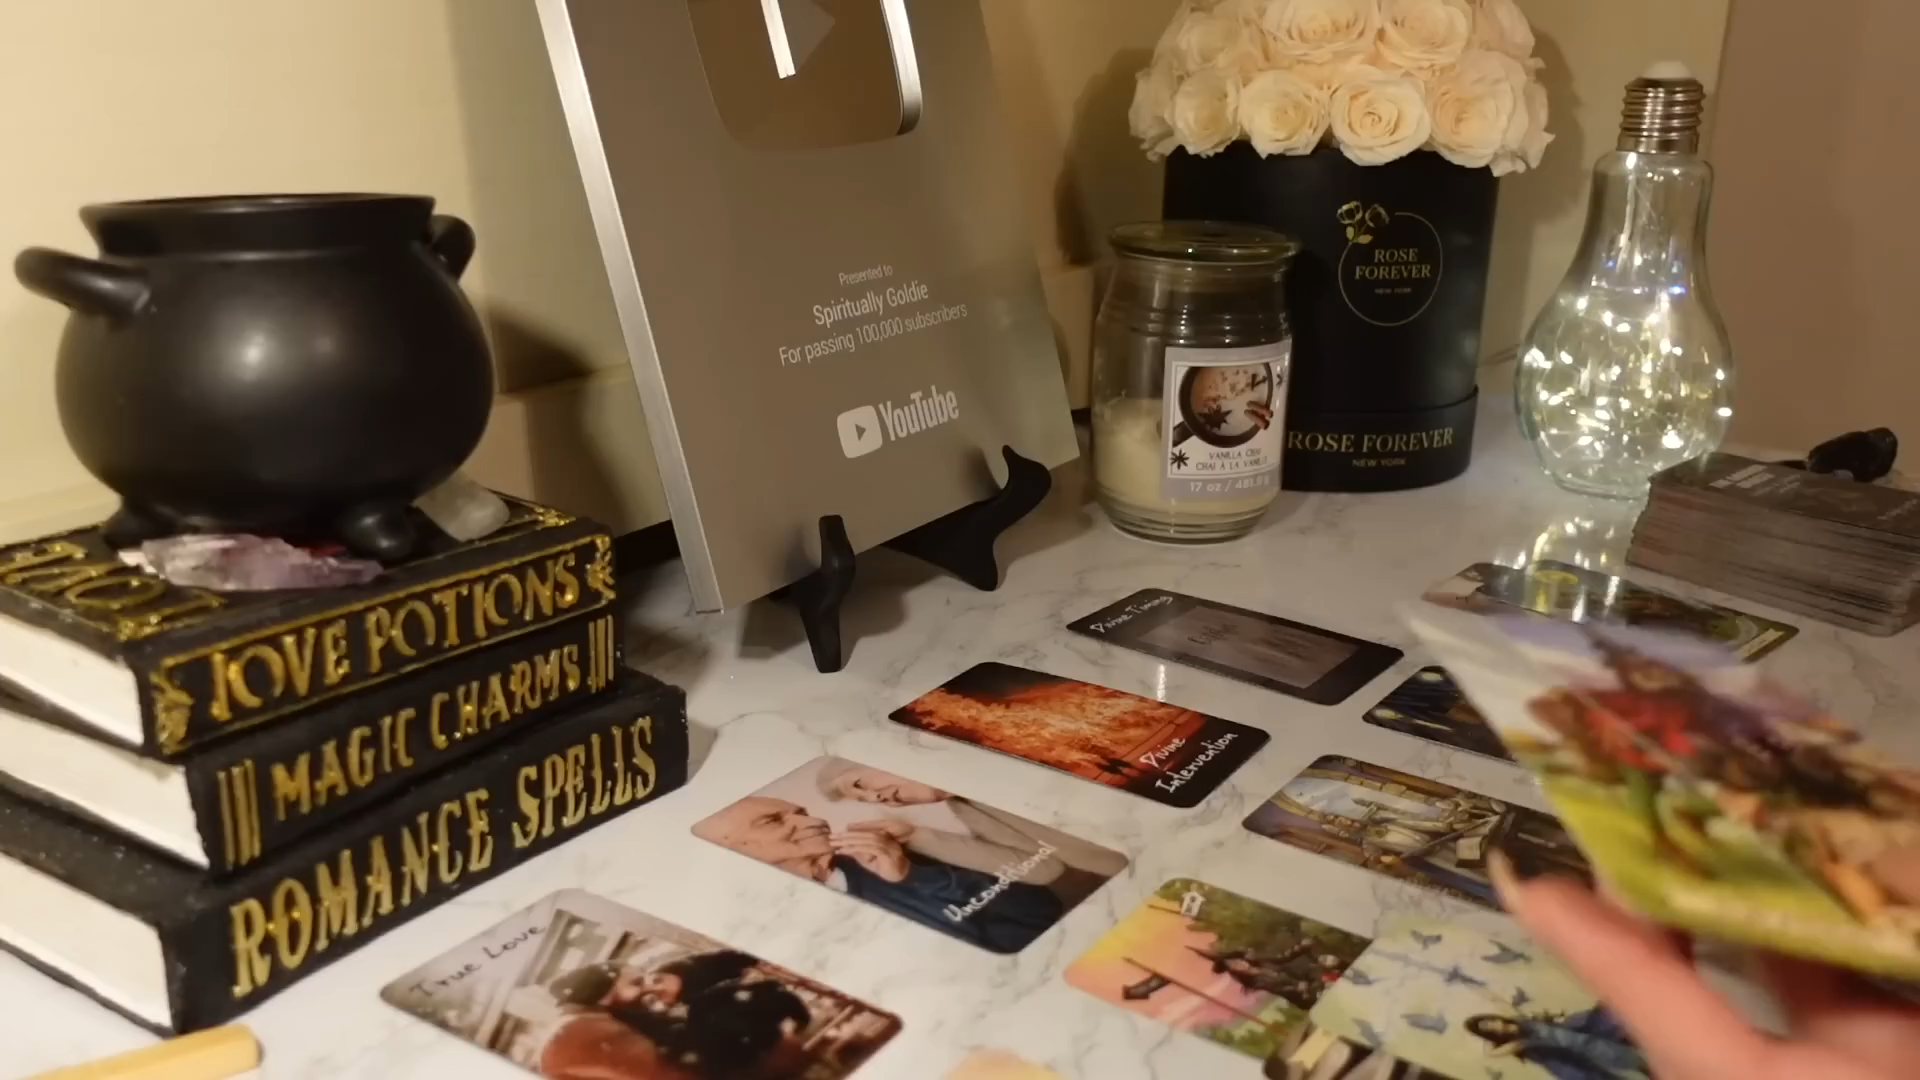 Presented to
Spiritually Goldie
For passing 100,000 subscribers
YouTube
ROSE
FOREVER
NEW YORK
ROSE FOREVER
NEW YORK
VANILLA CHAI
CHAI À LA VANILLE
17 oz / 481.9 g
LOVE POTIONS
MAGIC CHARMS
ROMANCE SPELLS
Divine Timing
Divine
Intervention
Unconditional
True Love